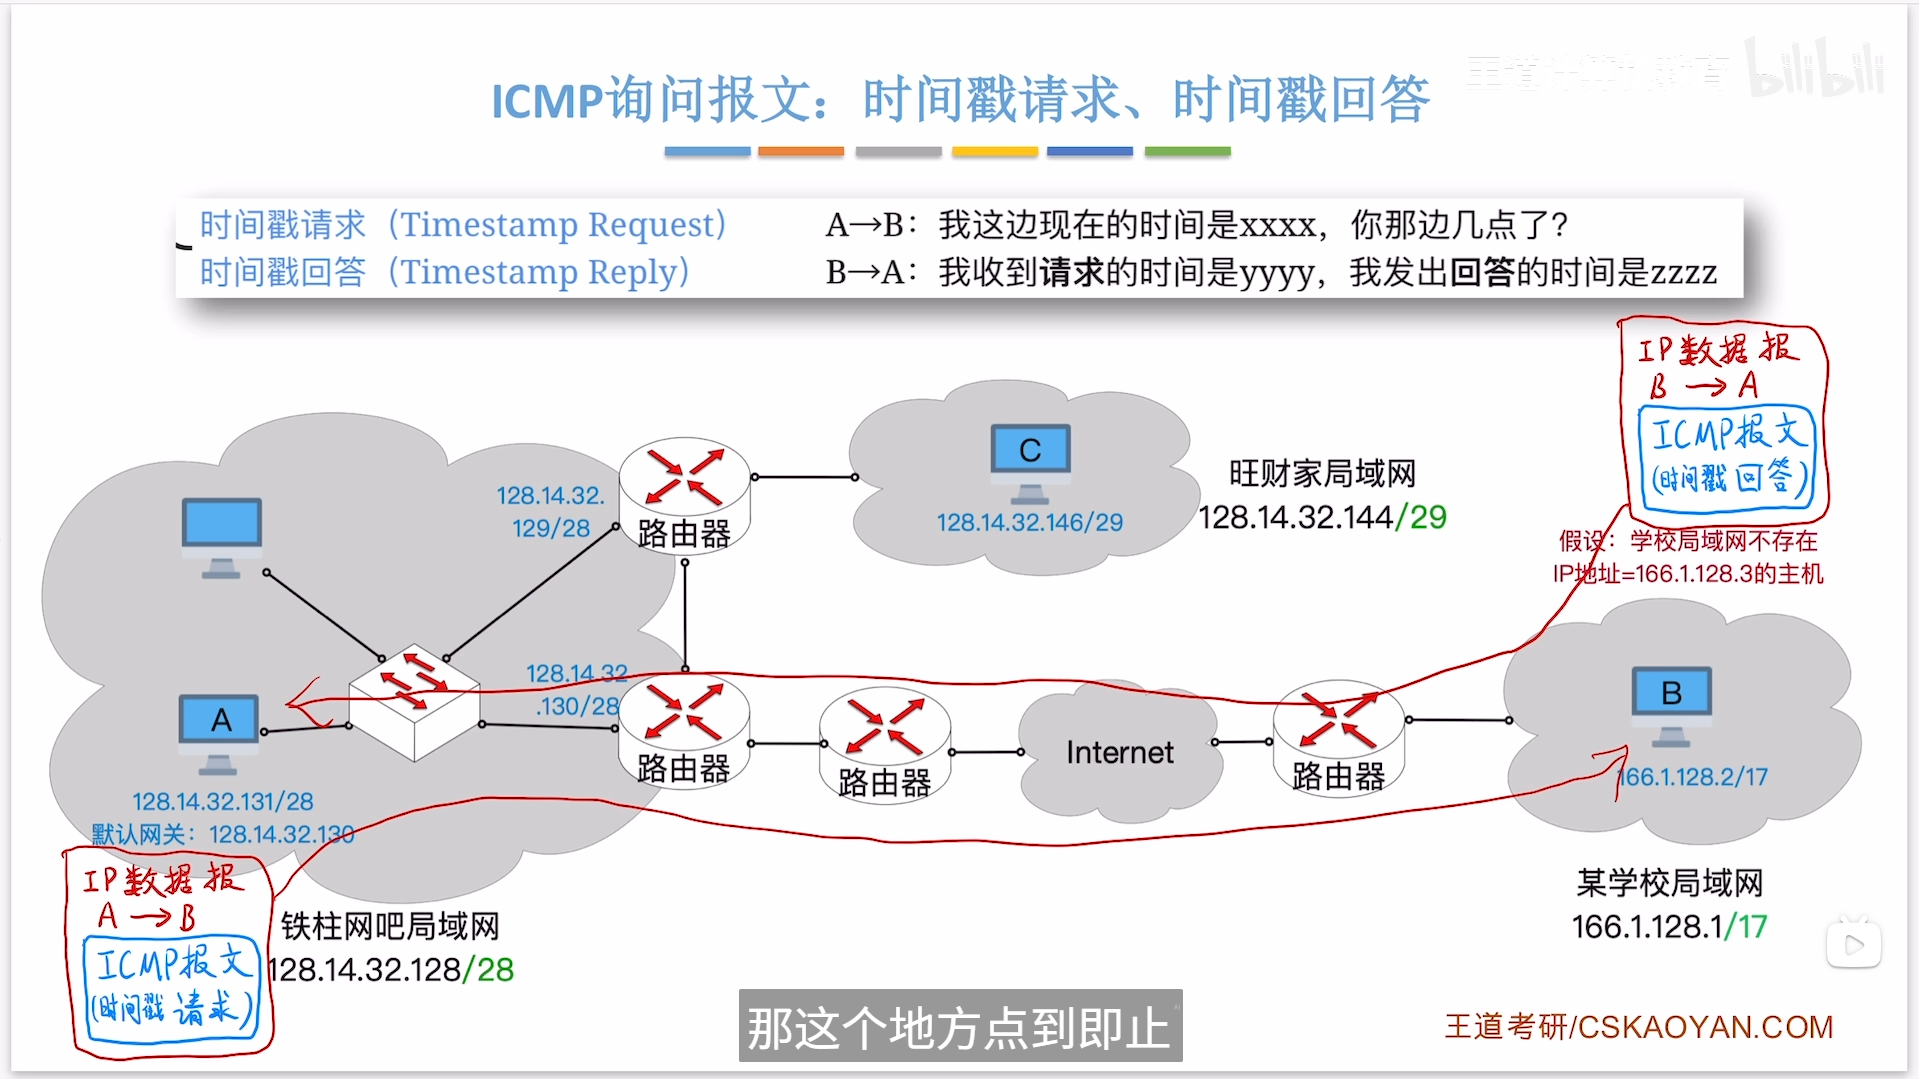 ICMP询问报文：时间戳请求、时间戳回答
bilibili
时间戳请求（Timestamp Request） A→B：我这边现在的时间是xxxx，你那边几点了？
时间戳回答（Timestamp Reply） B→A：我收到请求的时间是yyyy，我发出回答的时间是zzzz
IP数据报
B → A
ICMP报文
(时间戳 回答)
假设：学校局域网不存在
IP地址=166.1.128.3的主机
C
128.14.32.146/29
旺财家局域网
128.14.32.144/29
128.14.32.
129/28
路由器
128.14.32
.130/28
路由器
路由器
Internet
路由器
B
166.1.128.2/17
A
128.14.32.131/28
默认网关：128.14.32.130
IP数据报
A → B
ICMP报文
(时间戳 请求)
铁柱网吧局域网
128.14.32.128/28
某学校局域网
166.1.128.1/17
那这个地方点到即止
王道考研/CSKAOYAN.COM